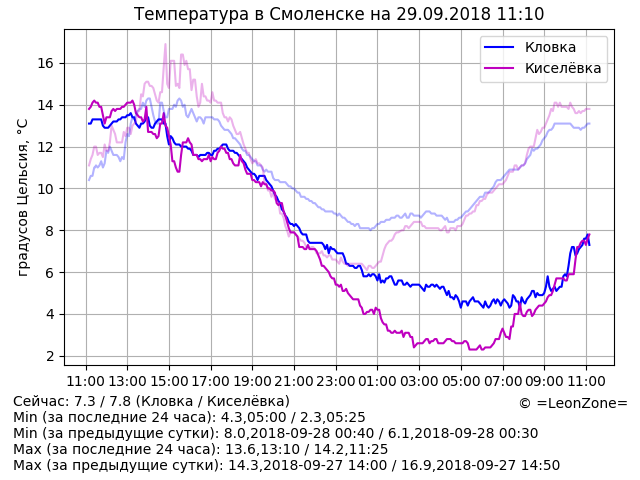 Температура в Смоленске на 29.09.2018 11:10
Кловка
Киселёвка
градусов Цельсия, °C
16
14
12
10
8
6
4
2
11:00 13:00 15:00 17:00 19:00 21:00 23:00 01:00 03:00 05:00 07:00 09:00 11:00
Сейчас: 7.3 / 7.8 (Кловка / Киселёвка)
© =LeonZone=
Min (за последние 24 часа): 4.3,05:00 / 2.3,05:25
Min (за предыдущие сутки): 8.0,2018-09-28 00:40 / 6.1,2018-09-28 00:30
Max (за последние 24 часа): 13.6,13:10 / 14.2,11:25
Max (за предыдущие сутки): 14.3,2018-09-27 14:00 / 16.9,2018-09-27 14:50